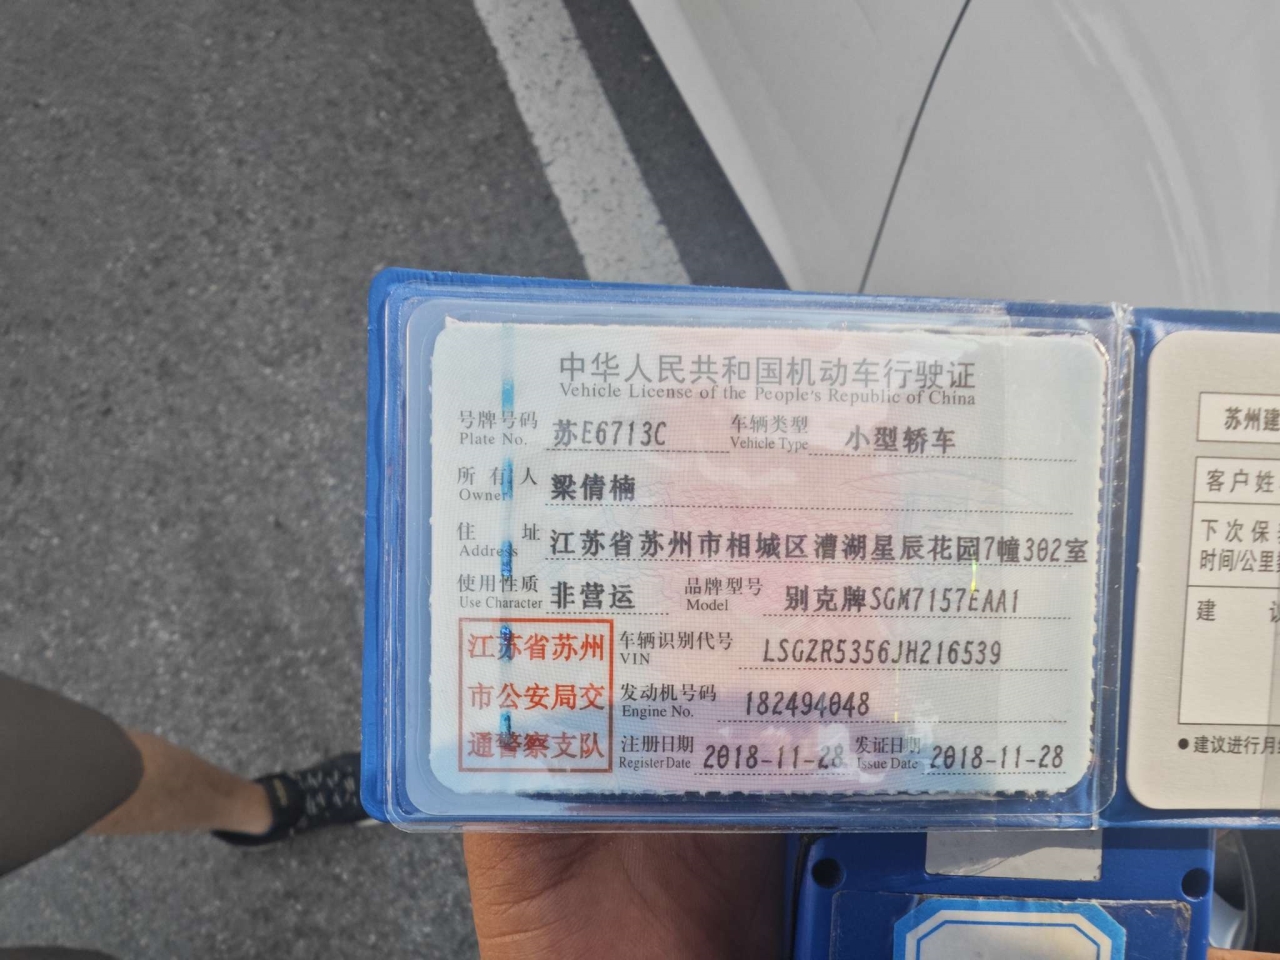 中华人民共和国机动车行驶证
Vehicle License of the People's Republic of China
号牌号码 苏E6713C 车辆类型 小型轿车
Plate No. Vehicle Type
所有人 梁倩楠
Owner
住址 江苏省苏州市相城区漕湖星辰花园7幢302室
Address
使用性质 非营运 品牌型号 别克牌SGM7157EAA1
Use Character Model
江苏省苏州
市公安局交
通警察支队
车辆识别代号 LSGZR5356JH216539
VIN
发动机号码 182494048
Engine No.
注册日期 2018-11-28 发证日期 2018-11-28
Register Date Issue Date
苏州建
客户姓
下次保
时间/公里
建
●建议进行月